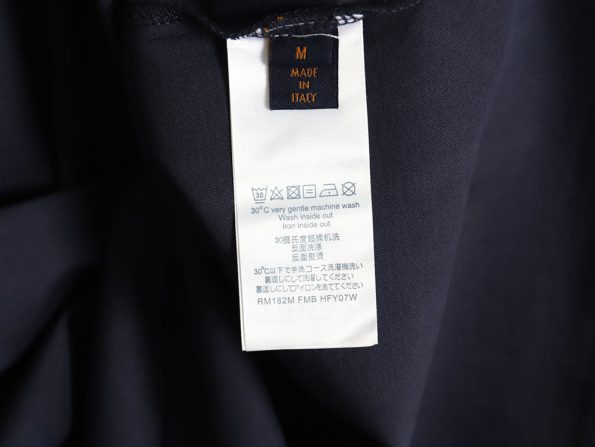 M
MADE
IN
ITALY
30
30°C very gentle machine wash
Wash inside out
Iron inside out
30摄氏度超柔机洗
反面洗涤
反面熨烫
30℃以下で手洗コース洗濯機洗い
裏返しにして洗濯してください
裏返しにしてアイロンをあててください
RM182M FMB HFY07W